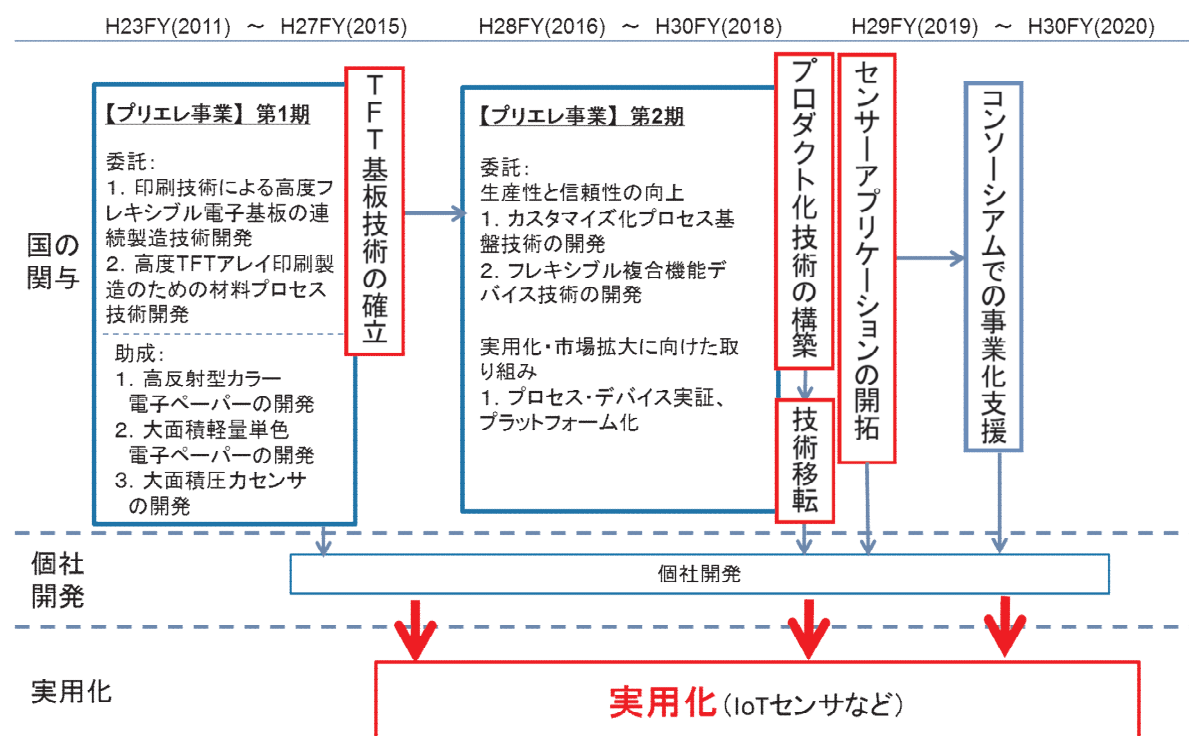 H23FY(2011) ～ H27FY(2015)
H28FY(2016) ～ H30FY(2018)
H29FY(2019) ～ H30FY(2020)
国の
関与
【プリエレ事業】 第1期
委託：
1．印刷技術による高度フ
レキシブル電子基板の連
続製造技術開発
2．高度TFTアレイ印刷製
造のための材料プロセス
技術開発
助成：
1．高反射型カラー
電子ペーパーの開発
2．大面積軽量単色
電子ペーパーの開発
3．大面積圧力センサ
の開発
TFT基板技術の確立
【プリエレ事業】 第2期
委託：
生産性と信頼性の向上
1．カスタマイズ化プロセス基
盤技術の開発
2．フレキシブル複合機能デ
バイス技術の開発
実用化・市場拡大に向けた取
り組み
1．プロセス・デバイス実証、
プラットフォーム化
プロダクト化技術の構築
技術移転
センサーアプリケーションの開拓
コンソーシアムでの事業化支援
個社
開発
個社開発
実用化
実用化（IoTセンサなど）